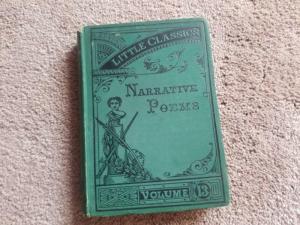 LITTLE CLASSICS
NARRATIVE
POEMS
VOLUME 13